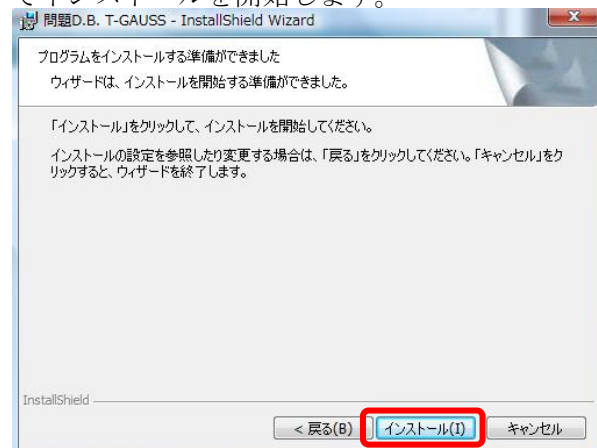 でインストールを開始します。
問題D.B. T-GAUSS - InstallShield Wizard
プログラムをインストールする準備ができました
ウィザードは、インストールを開始する準備ができました。
「インストール」をクリックして、インストールを開始してください。
インストールの設定を参照したり変更する場合は、「戻る」をクリックしてください。「キャンセル」をク
リックすると、ウィザードを終了します。
InstallShield
< 戻る(B) インストール(I) キャンセル